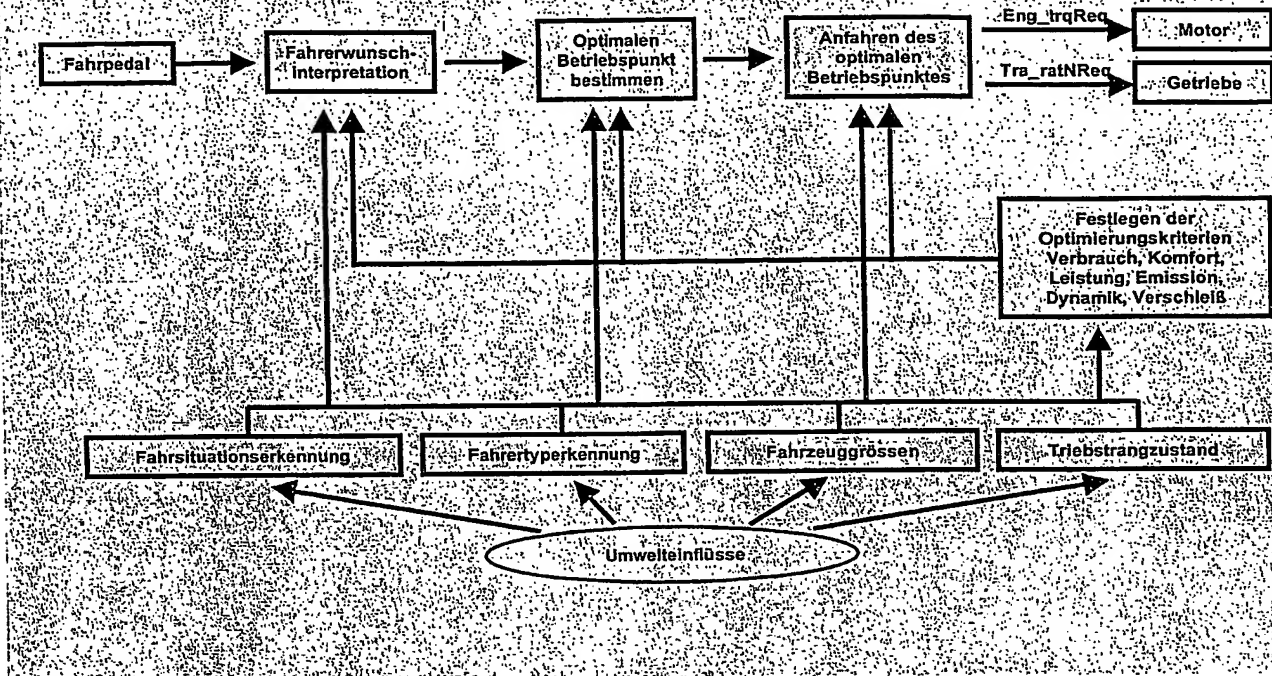 Fahrpedal
Fahrerwunsch-
interpretation
Optimalen
Betriebspunkt
bestimmen
Anfahren des
optimalen
Betriebspunktes
Eng_trqReq
Motor
Tra_ratNReq
Getriebe
Festlegen der
Optimierungskriterien
Verbrauch, Komfort,
Leistung, Emission,
Dynamik, Verschleiß
Fahrsituationserkennung
Fahrertyperkennung
Fahrzeuggrössen
Triebstrangzustand
Umwelteinflüsse